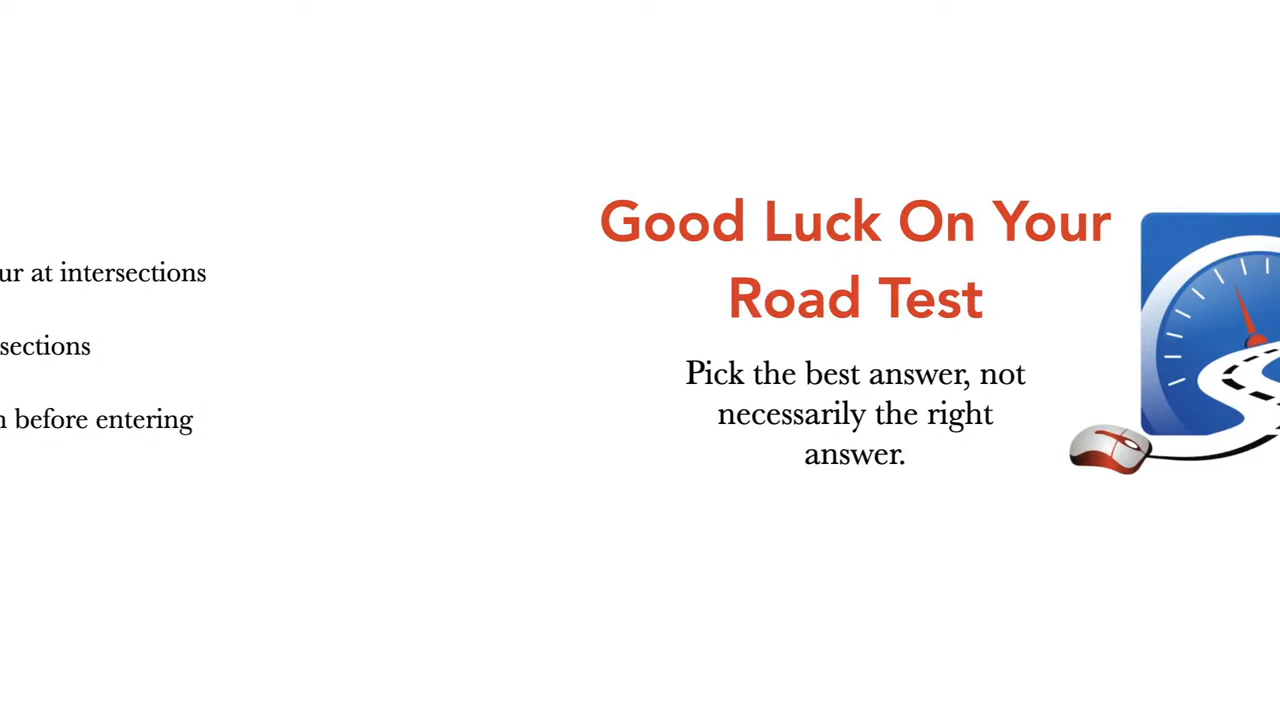 ur at intersections
sections
before entering
Good Luck On Your
Road Test
Pick the best answer, not
necessarily the right
answer.